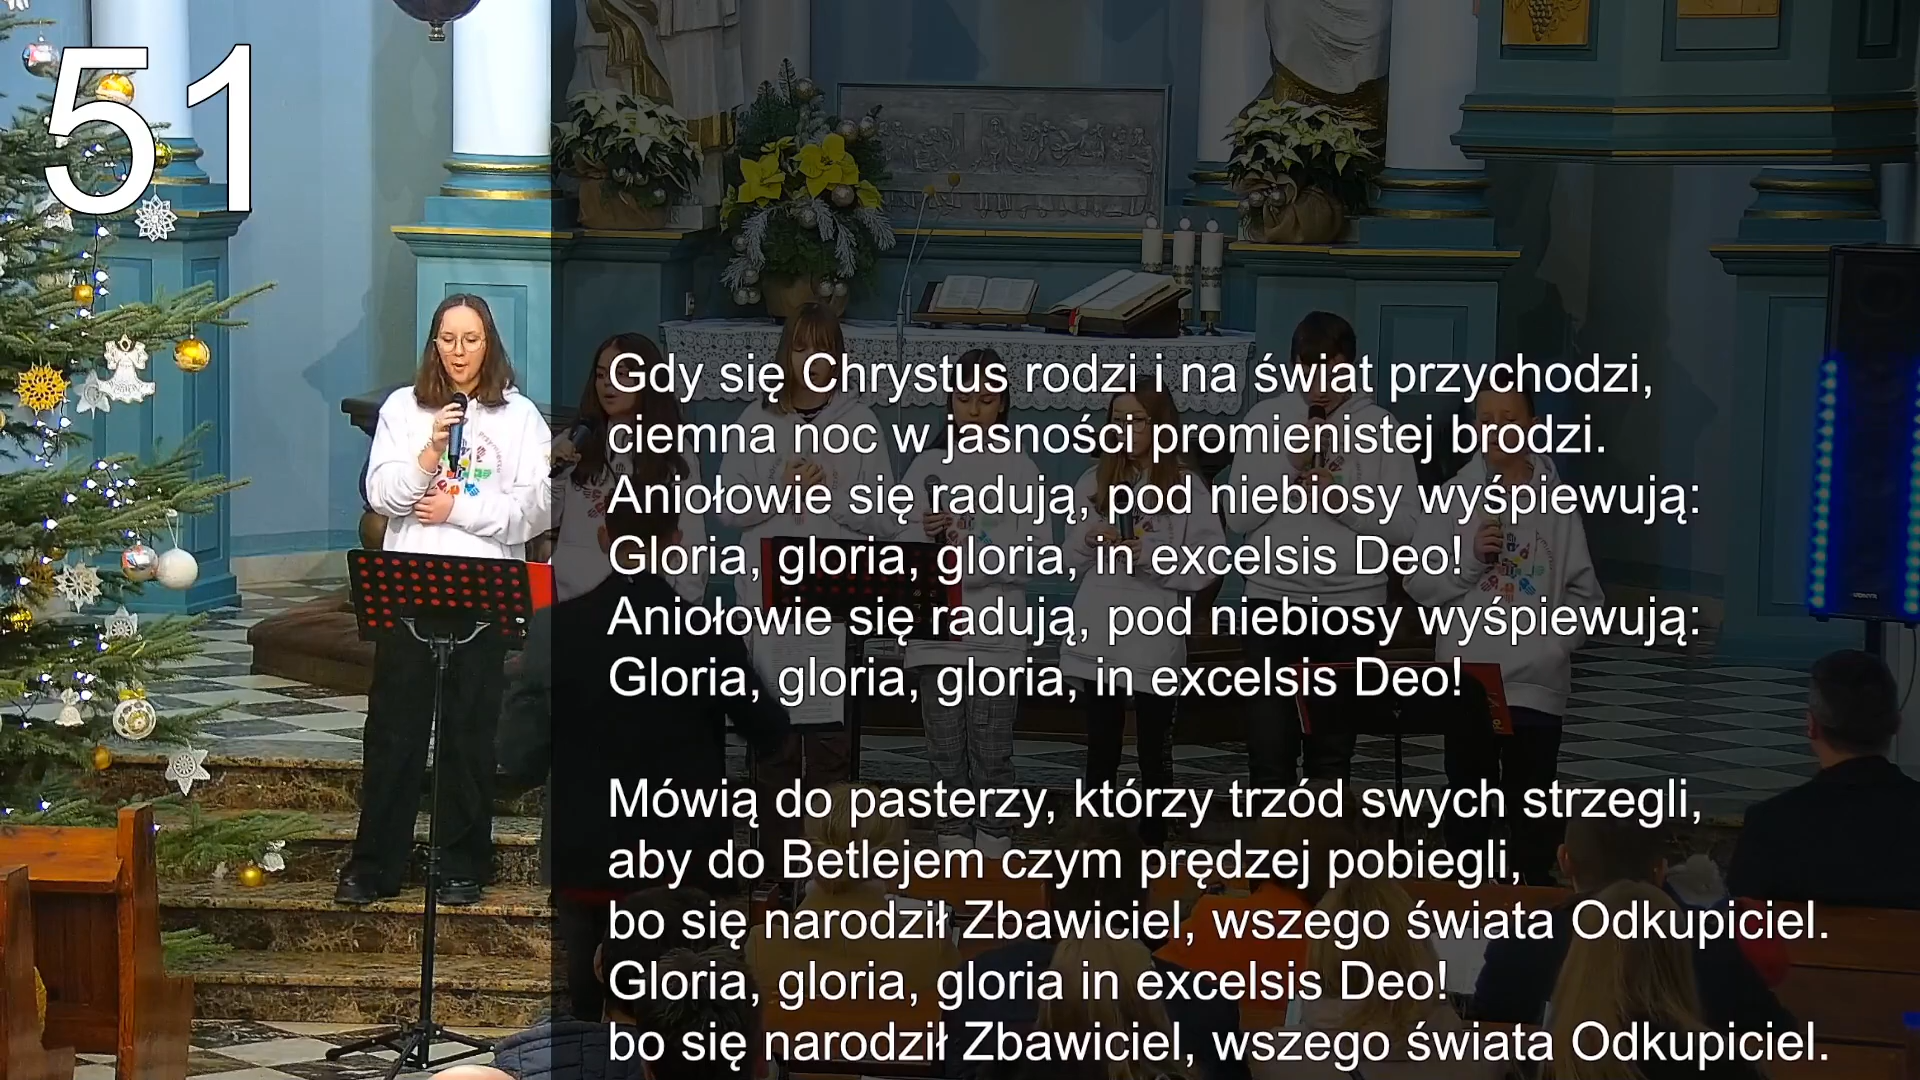 51
Gdy się Chrystus rodzi i na świat przychodzi,
ciemna noc w jasności promienistej brodzi.
Aniołowie się radują, pod niebiosy wyśpiewują:
Gloria, gloria, gloria, in excelsis Deo!
Aniołowie się radują, pod niebiosy wyśpiewują:
Gloria, gloria, gloria, in excelsis Deo!
Mówią do pasterzy, którzy trzód swych strzegli,
aby do Betlejem czym prędzej pobiegli,
bo się narodził Zbawiciel, wszego świata Odkupiciel.
Gloria, gloria, gloria in excelsis Deo!
bo się narodził Zbawiciel, wszego świata Odkupiciel.